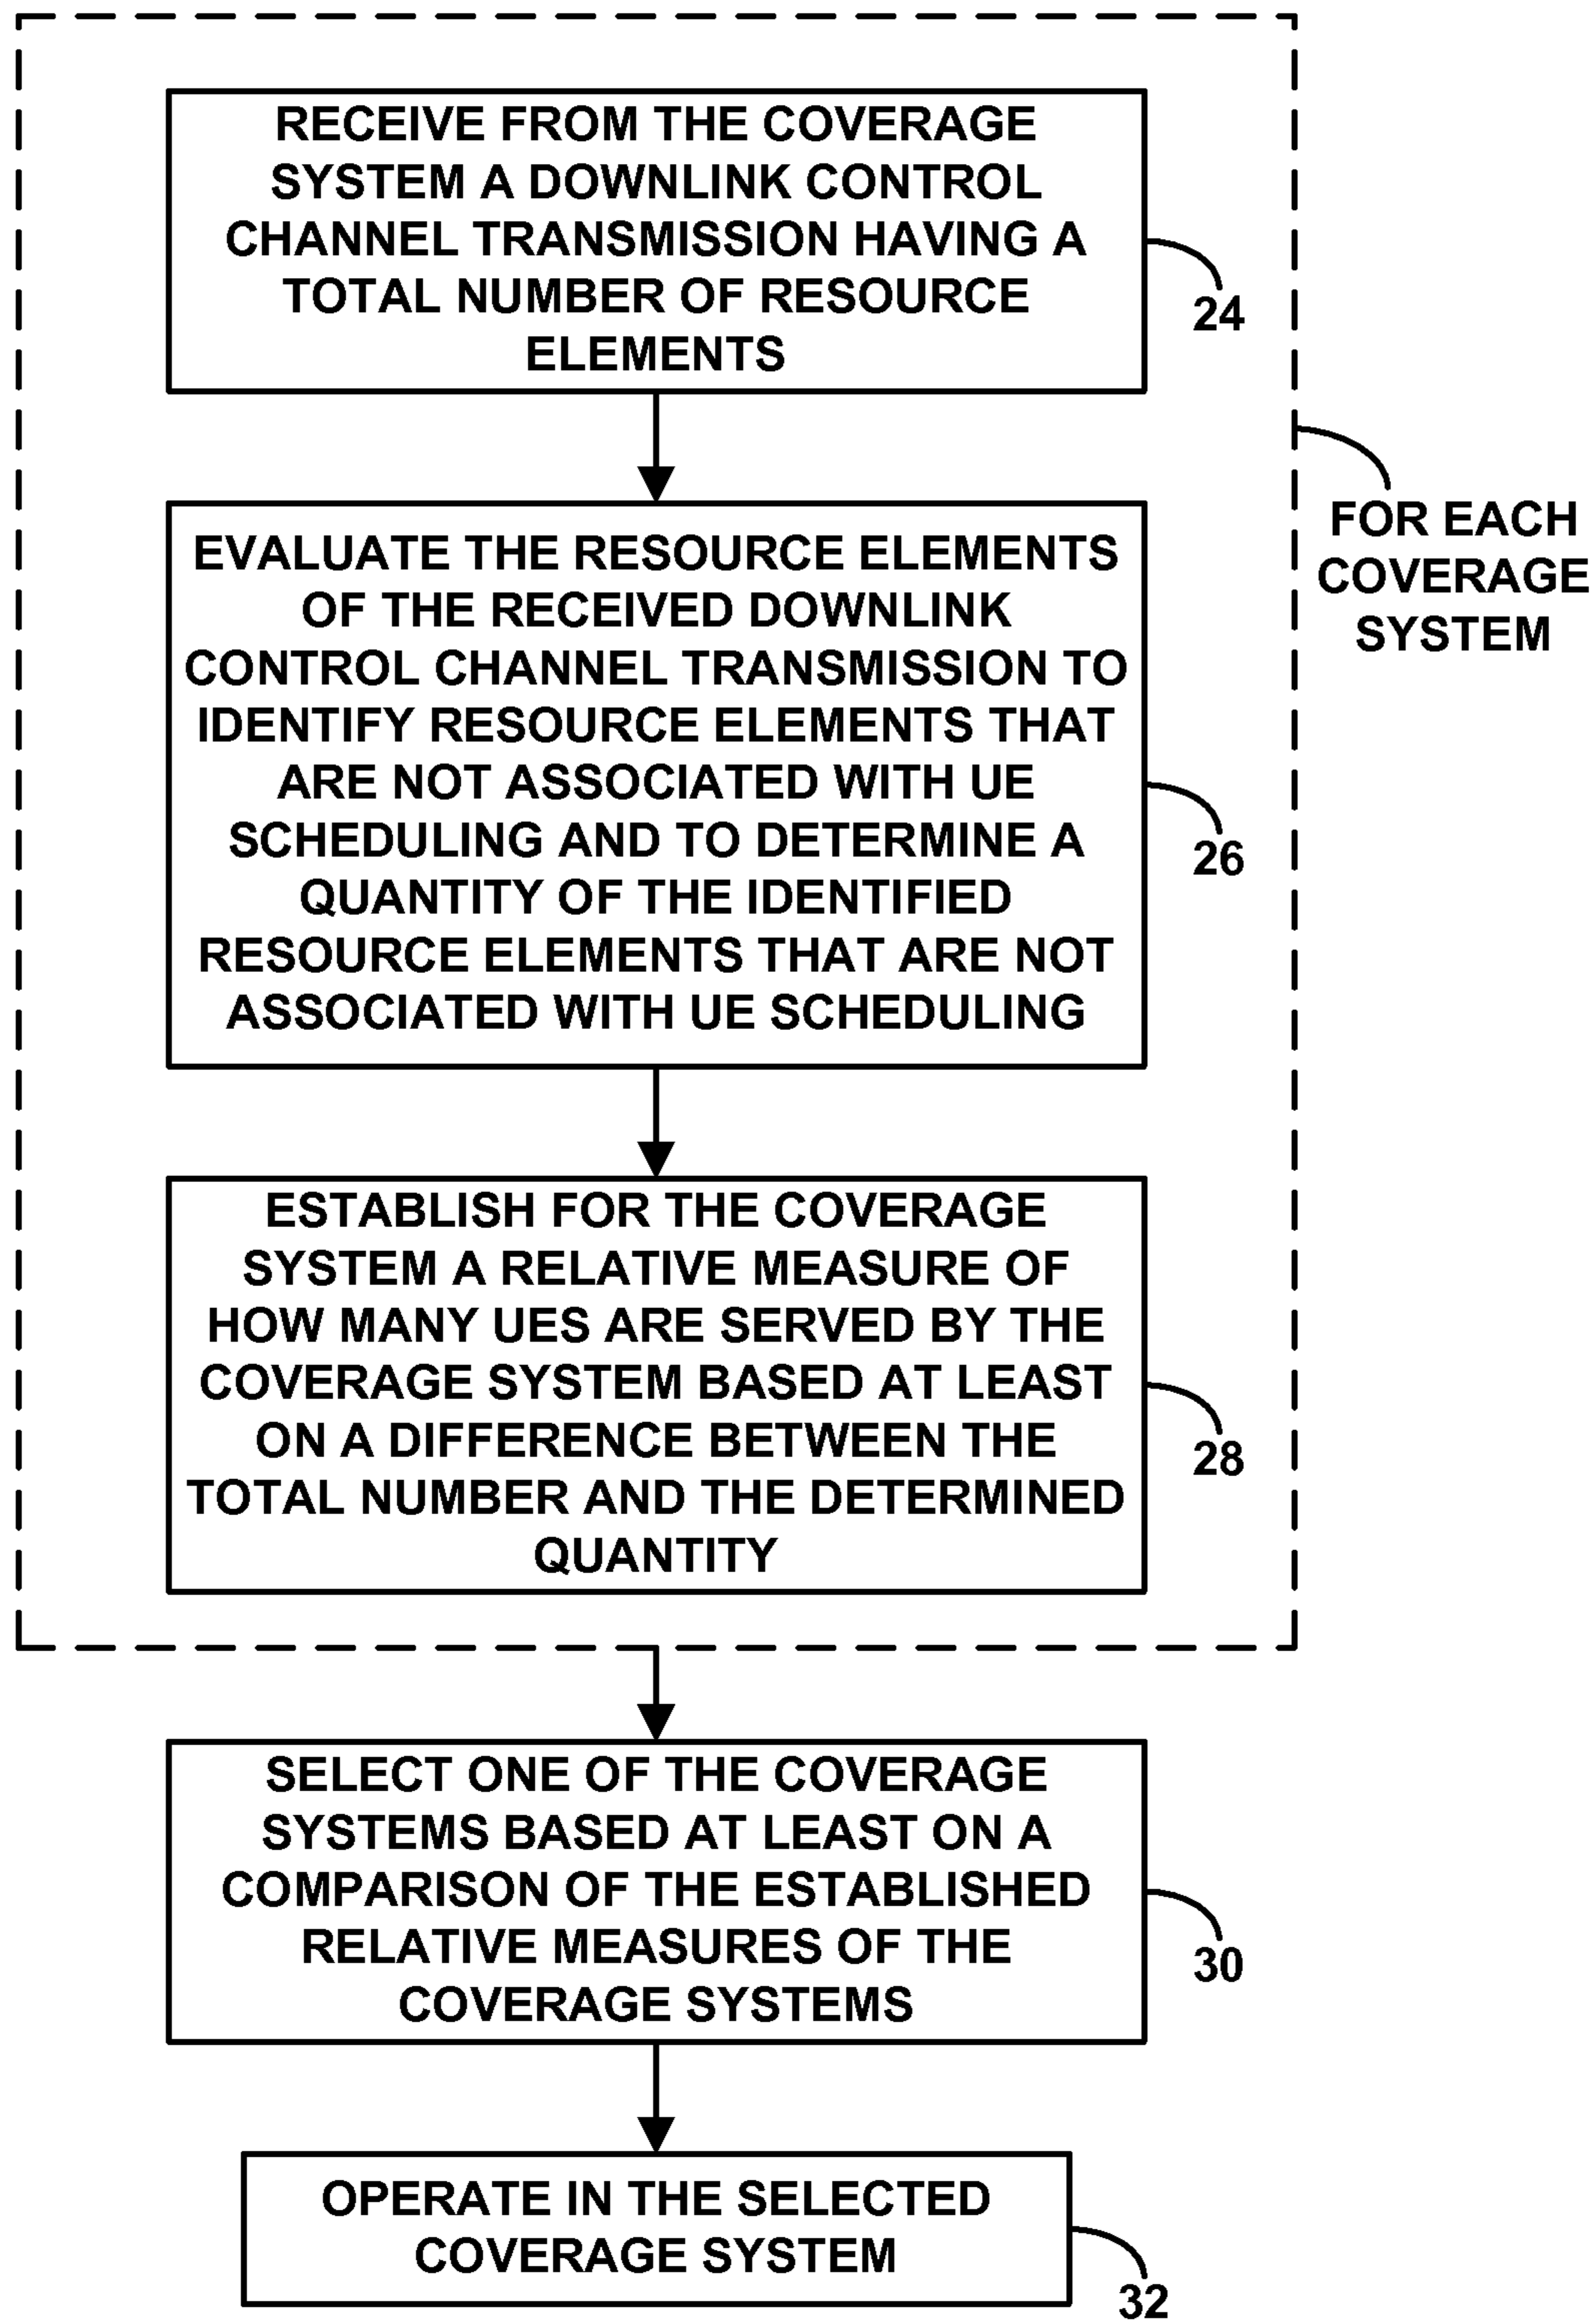 RECEIVE FROM THE COVERAGE
SYSTEM A DOWNLINK CONTROL
CHANNEL TRANSMISSION HAVING A
TOTAL NUMBER OF RESOURCE
ELEMENTS
24
FOR EACH
COVERAGE
SYSTEM
EVALUATE THE RESOURCE ELEMENTS
OF THE RECEIVED DOWNLINK
CONTROL CHANNEL TRANSMISSION TO
IDENTIFY RESOURCE ELEMENTS THAT
ARE NOT ASSOCIATED WITH UE
SCHEDULING AND TO DETERMINE A
QUANTITY OF THE IDENTIFIED
RESOURCE ELEMENTS THAT ARE NOT
ASSOCIATED WITH UE SCHEDULING
26
ESTABLISH FOR THE COVERAGE
SYSTEM A RELATIVE MEASURE OF
HOW MANY UES ARE SERVED BY THE
COVERAGE SYSTEM BASED AT LEAST
ON A DIFFERENCE BETWEEN THE
TOTAL NUMBER AND THE DETERMINED
QUANTITY
28
SELECT ONE OF THE COVERAGE
SYSTEMS BASED AT LEAST ON A
COMPARISON OF THE ESTABLISHED
RELATIVE MEASURES OF THE
COVERAGE SYSTEMS
30
OPERATE IN THE SELECTED
COVERAGE SYSTEM
32